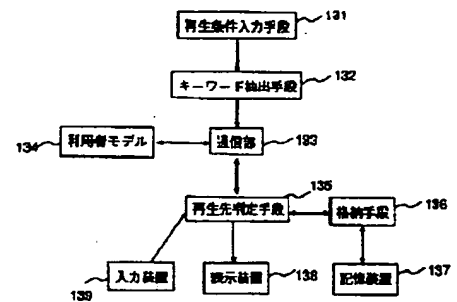 再生条件入力手段
131
キーワード抽出手段
132
利用者モデル
134
通信部
133
135
再生先判定手段
格納手段
136
入力装置
139
表示装置
138
記憶装置
137